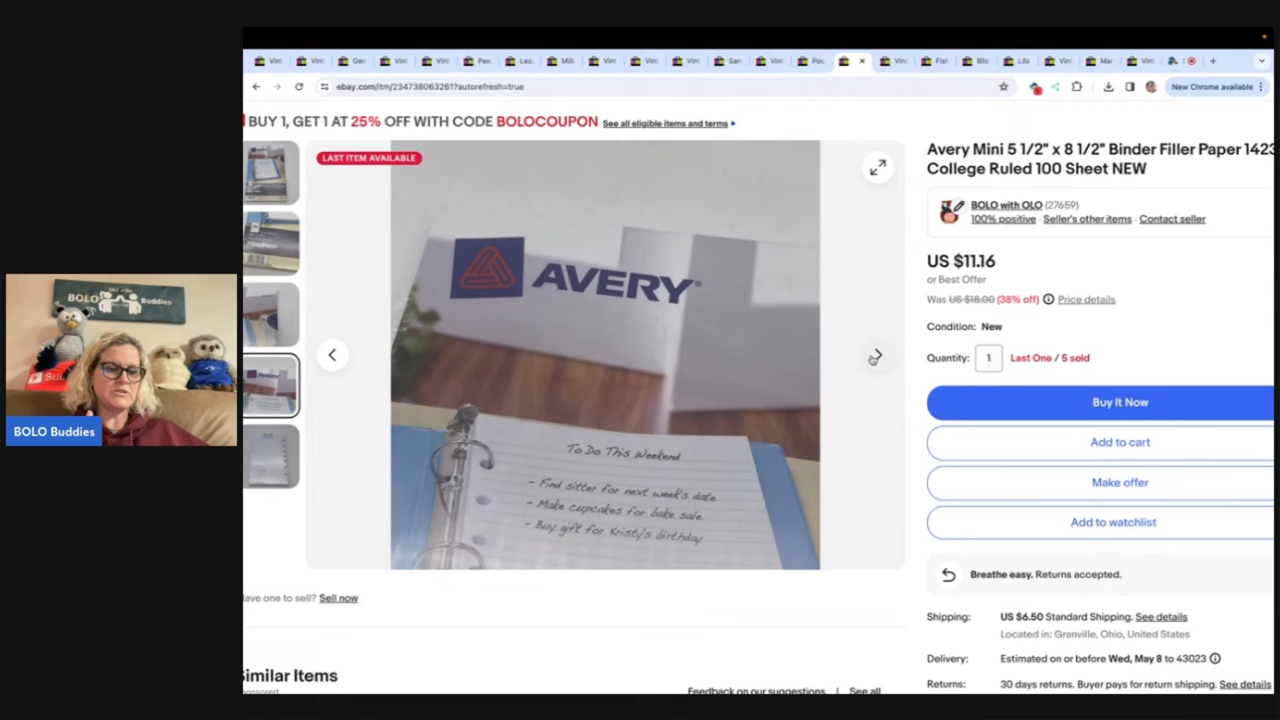 ebay.com/itm/234738063261?autorefresh=true
New Chrome available
BUY 1, GET 1 AT 25% OFF WITH CODE BOLOCOUPON See all eligible items and terms
LAST ITEM AVAILABLE
AVERY
To Do This Weekend
- Find sitter for next week's date
- Make cupcakes for bake sale
- Buy gift for Kristy's birthday
ave one to sell? Sell now
imilar Items
Feedback on our suggestions | See all
Avery Mini 5 1/2" x 8 1/2" Binder Filler Paper 1423
College Ruled 100 Sheet NEW
BOLO with OLO (27659)
100% positive · Seller's other items · Contact seller
US $11.16
or Best Offer
Was US $18.00 (38% off) Price details
Condition: New
Quantity: 1 Last One / 5 sold
Buy It Now
Add to cart
Make offer
Add to watchlist
Breathe easy. Returns accepted.
Shipping: US $6.50 Standard Shipping. See details
Located in: Granville, Ohio, United States
Delivery: Estimated on or before Wed, May 8 to 43023
Returns: 30 days returns. Buyer pays for return shipping. See details
BOLO Buddies
BOLO Buddies